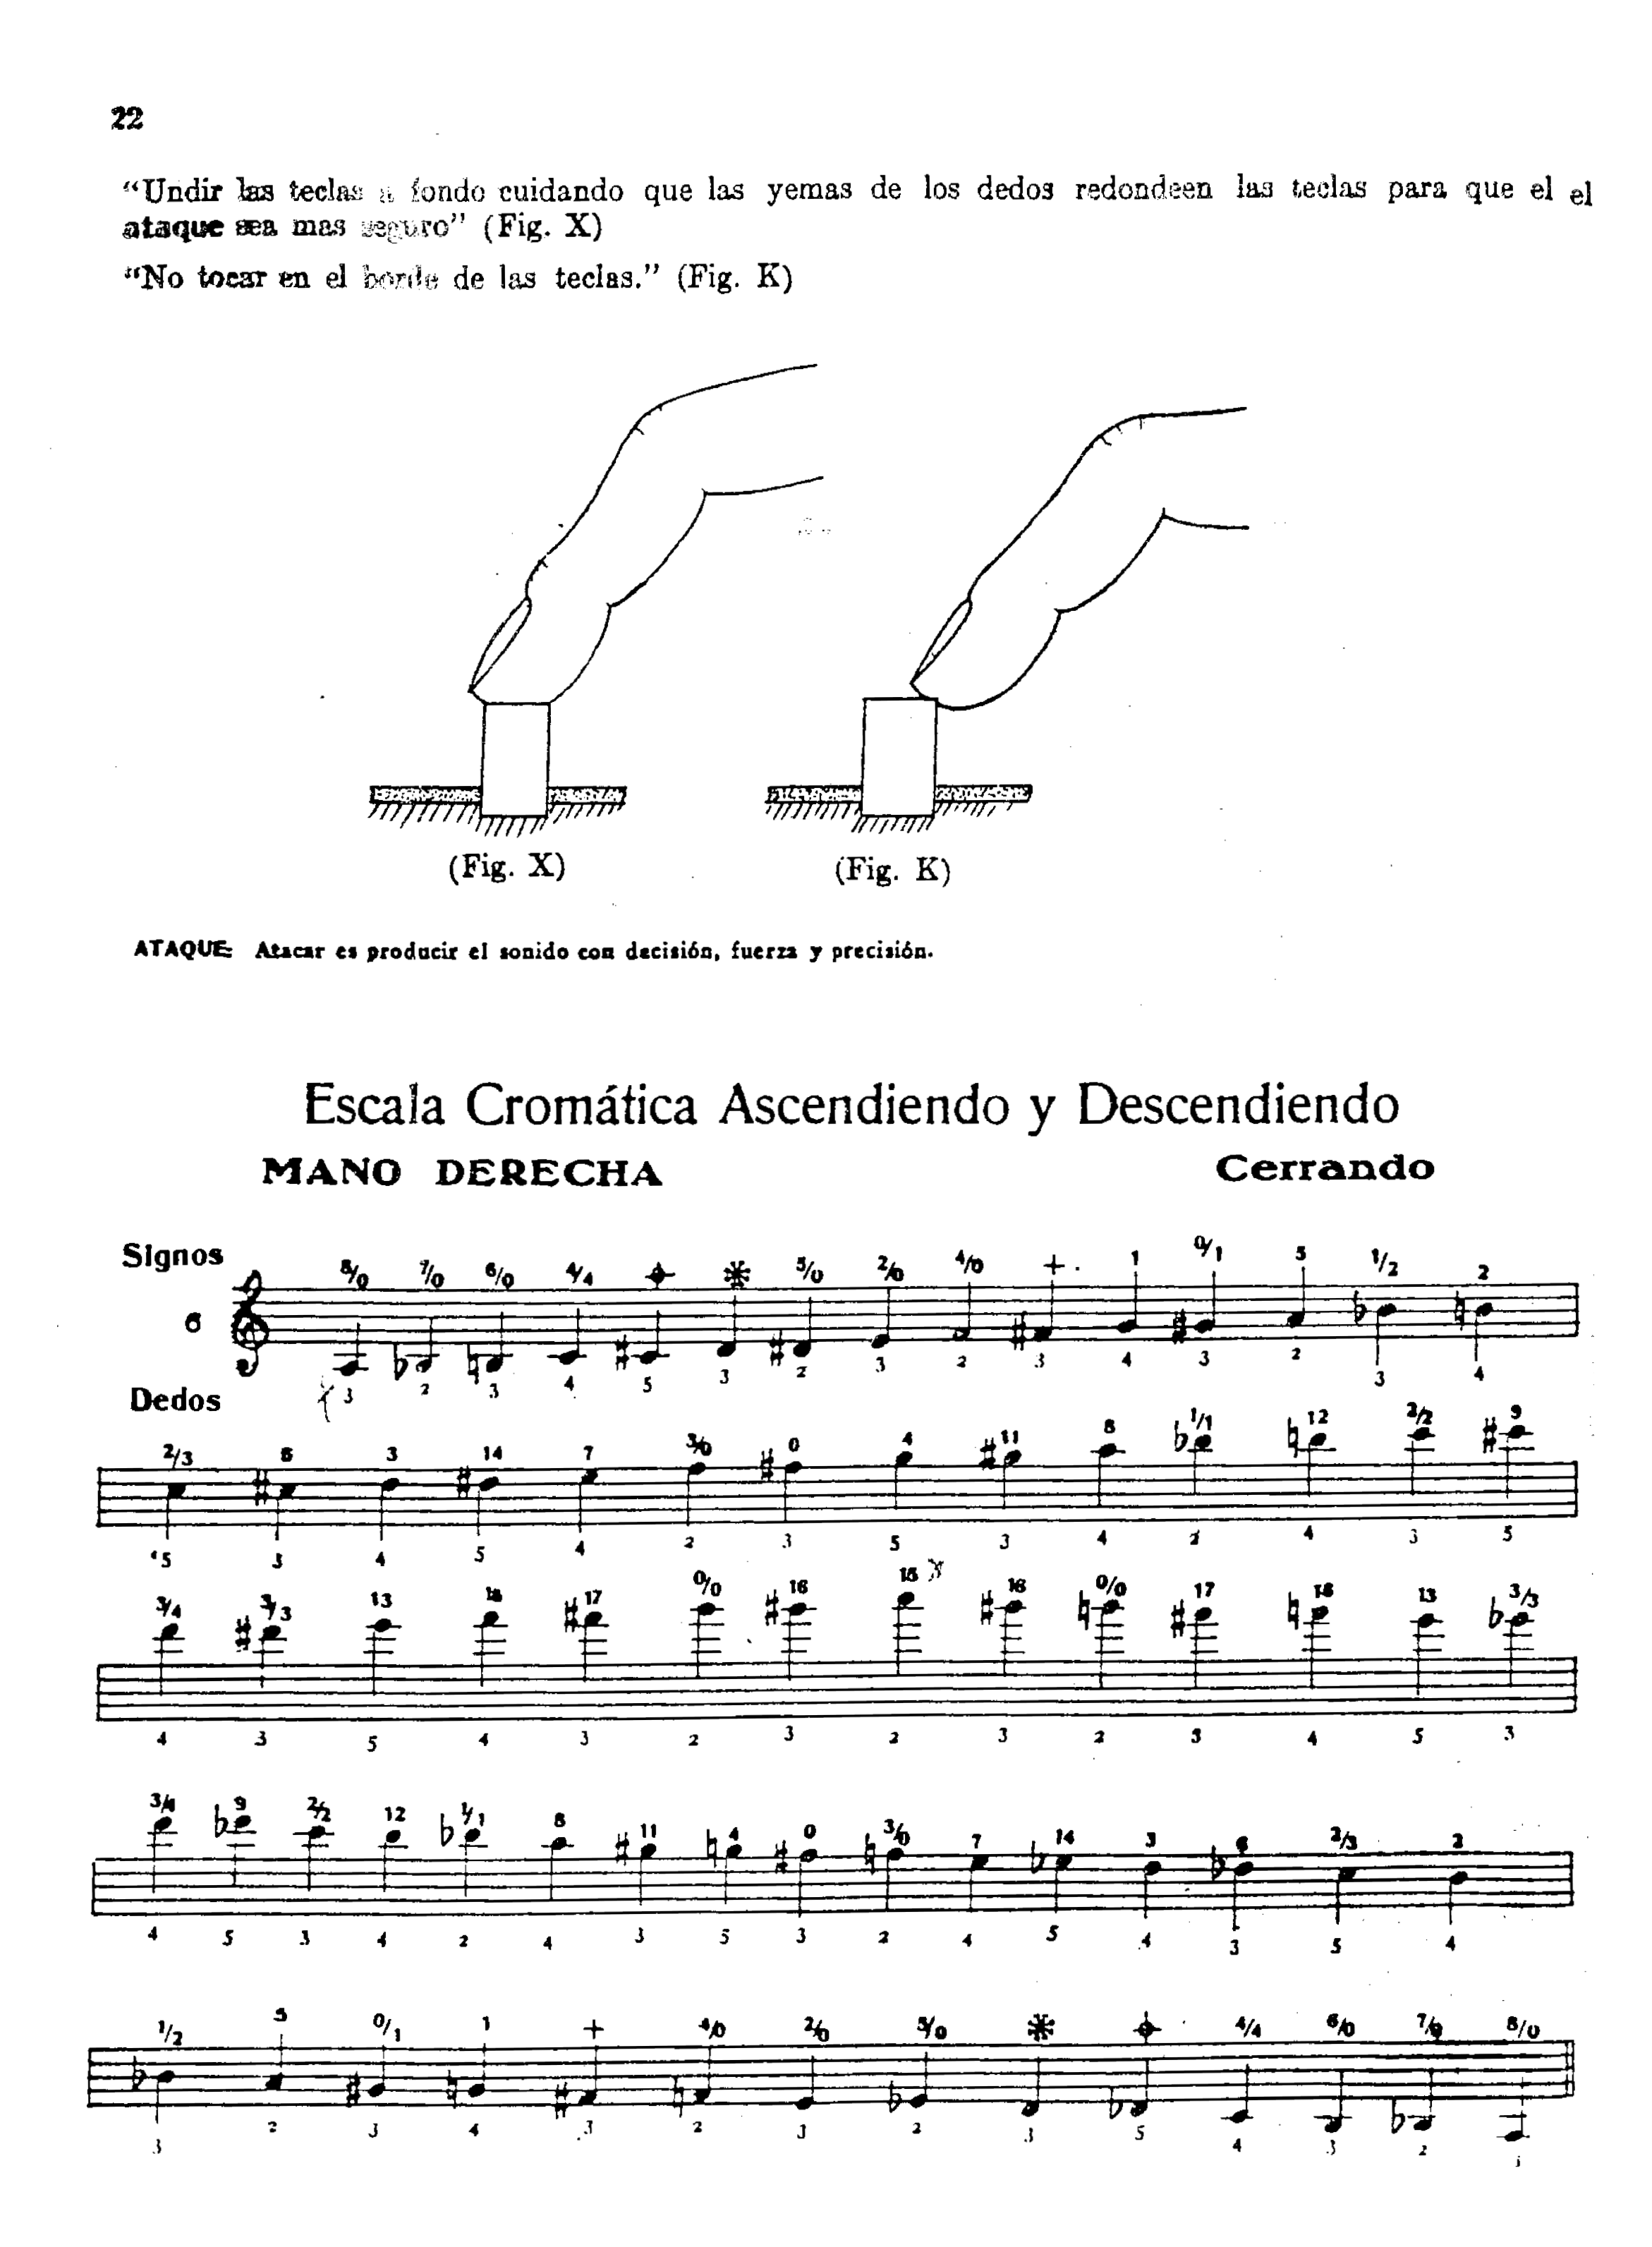 22
“Undir las teclas a fondo cuidando que las yemas de los dedos redondeen las teclas para que el el
ataque sea mas seguro” (Fig. X)
“No tocar en el borde de las teclas.” (Fig. K)
(Fig. X) (Fig. K)
ATAQUE: Atacar es producir el sonido con decisión, fuerza y precisión.
Escala Cromática Ascendiendo y Descendiendo
MANO DERECHA Cerrando
Signos
8/0 7/0 6/0 4/4 5/0 2/0 4/0 + 1 0/1 5 1/2 2
6
3 2 3 4 5 3 2 3 2 3 4 3 2 3 4
Dedos
2/3 6 3 14 7 3/0 0 4 11 8 1/1 12 2/2 9
5 3 4 5 4 2 3 5 3 4 2 4 3 5
3/4 3/3 13 18 17 0/0 16 15 16 0/0 17 18 13 3/3
4 3 5 4 3 2 3 2 3 2 3 4 5 3
3/4 9 2/2 12 1/1 8 11 4 0 3/0 7 14 3 6 2/3 2
4 5 3 4 2 4 3 5 3 2 4 5 4 3 5 4
1/2 5 0/1 1 + 4/0 2/0 5/0 4/4 6/0 7/0 8/0
3 2 3 4 3 2 3 2 3 5 4 3 2